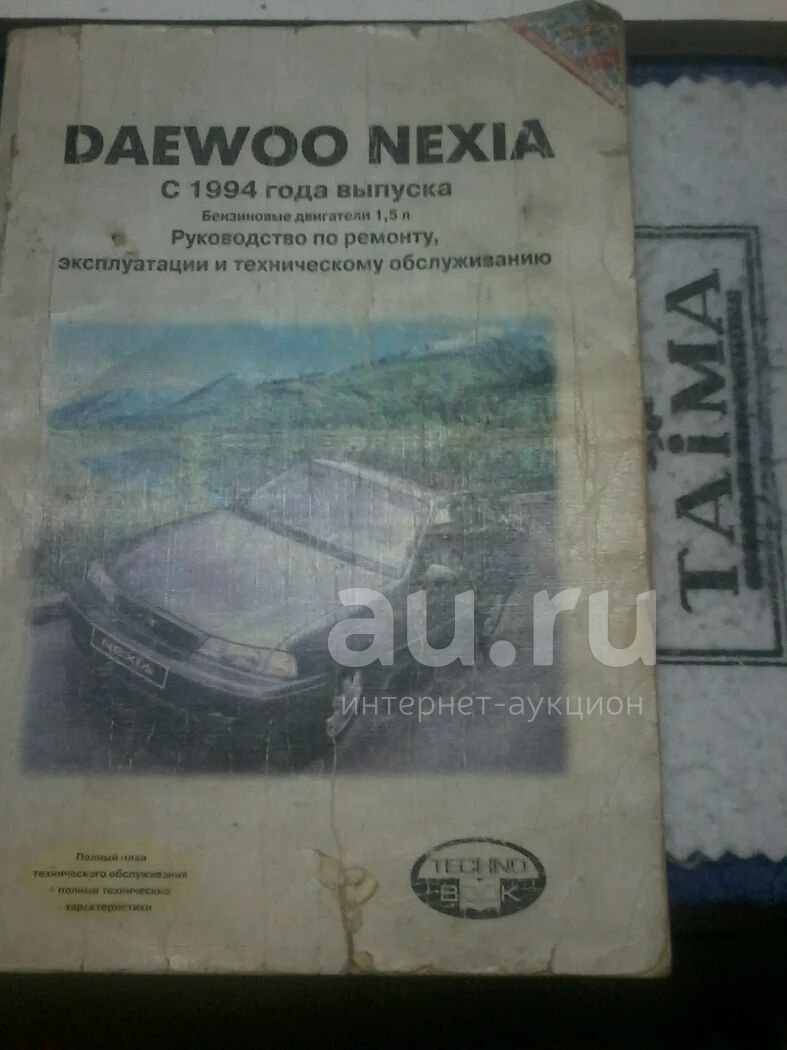 DAEWOO NEXIA
С 1994 года выпуска
Бензиновые двигатели 1,5 л
Руководство по ремонту,
эксплуатации и техническому обслуживанию
NEXIA
au.ru
интернет-аукцион
Полный план
технического обслуживания
+ полные технические
характеристики
TECHNO
BOOK
TAiMA